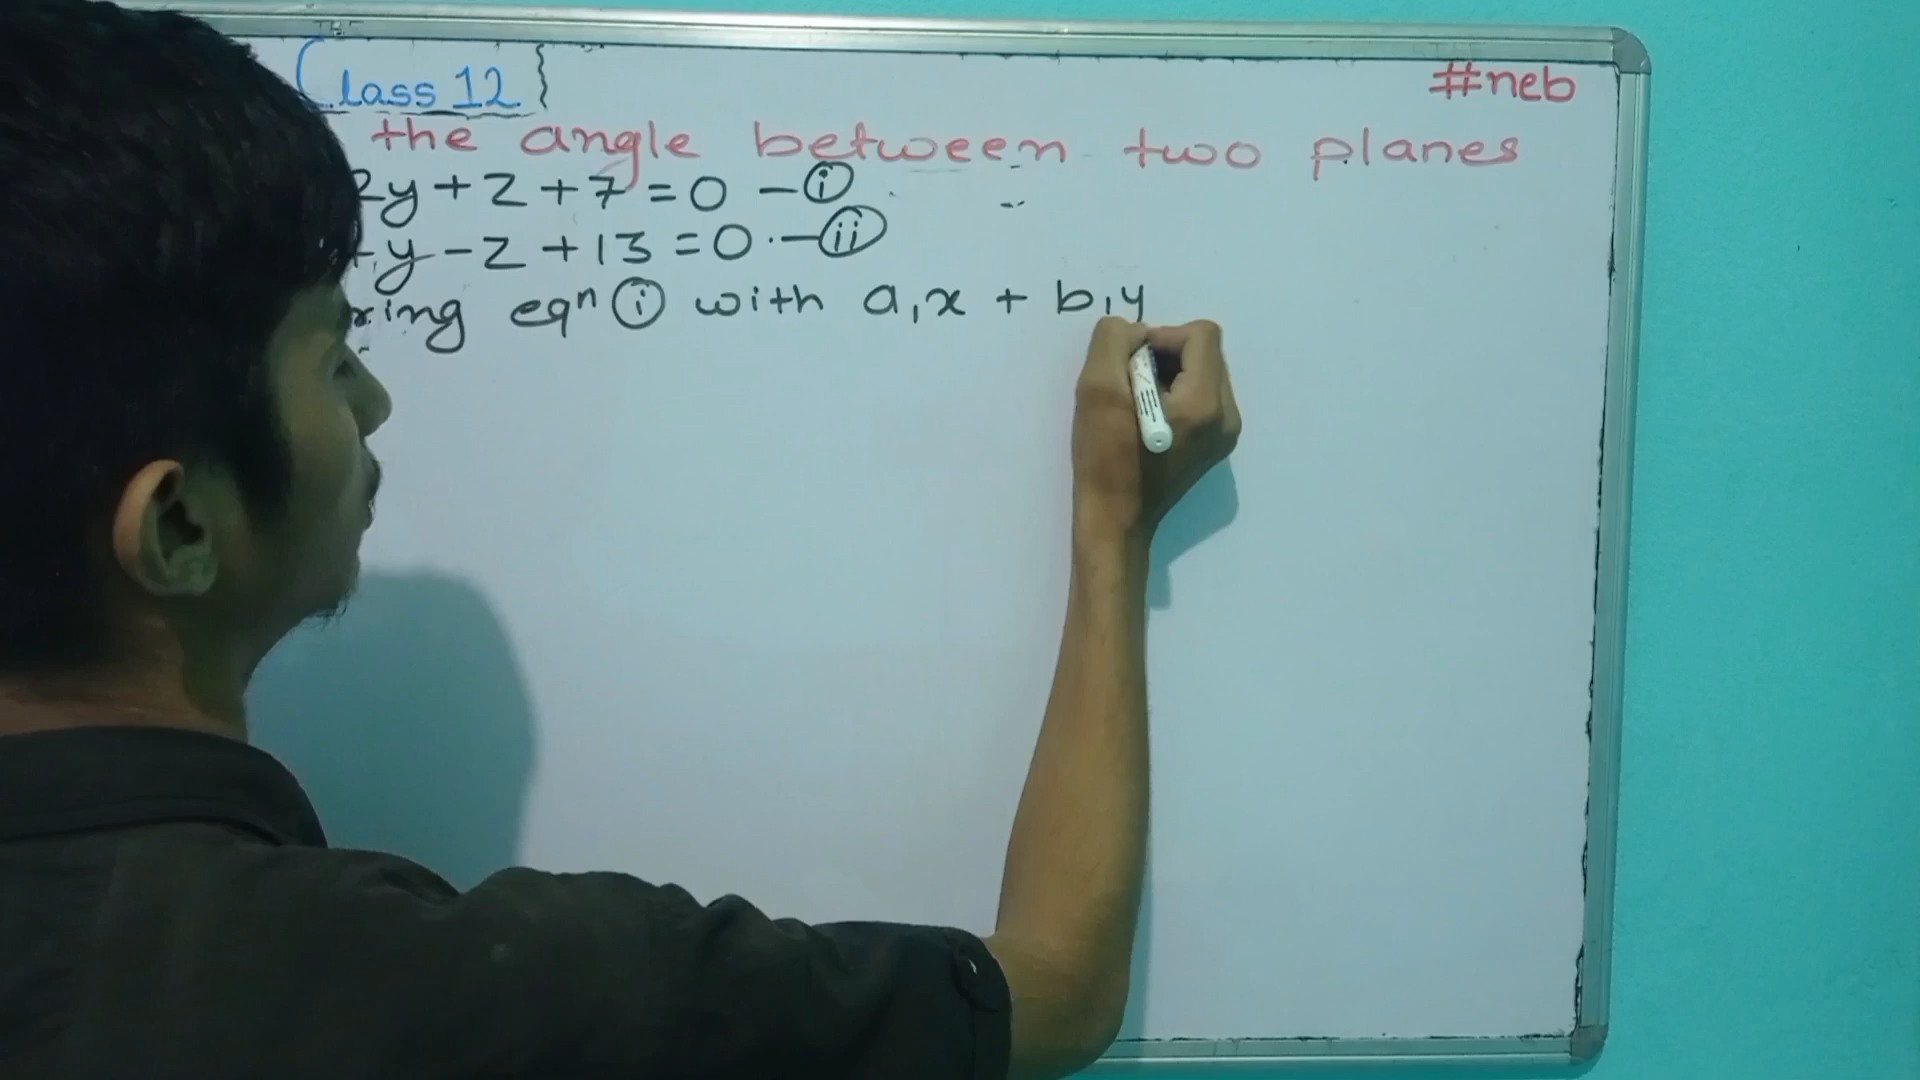 Class 12 }
#neb
the angle between two planes
2y + z + 7 = 0 - ⓘ
+ y - z + 13 = 0 - ⓘⓘ
ring eqⁿ ⓘ with a₁x + b₁y